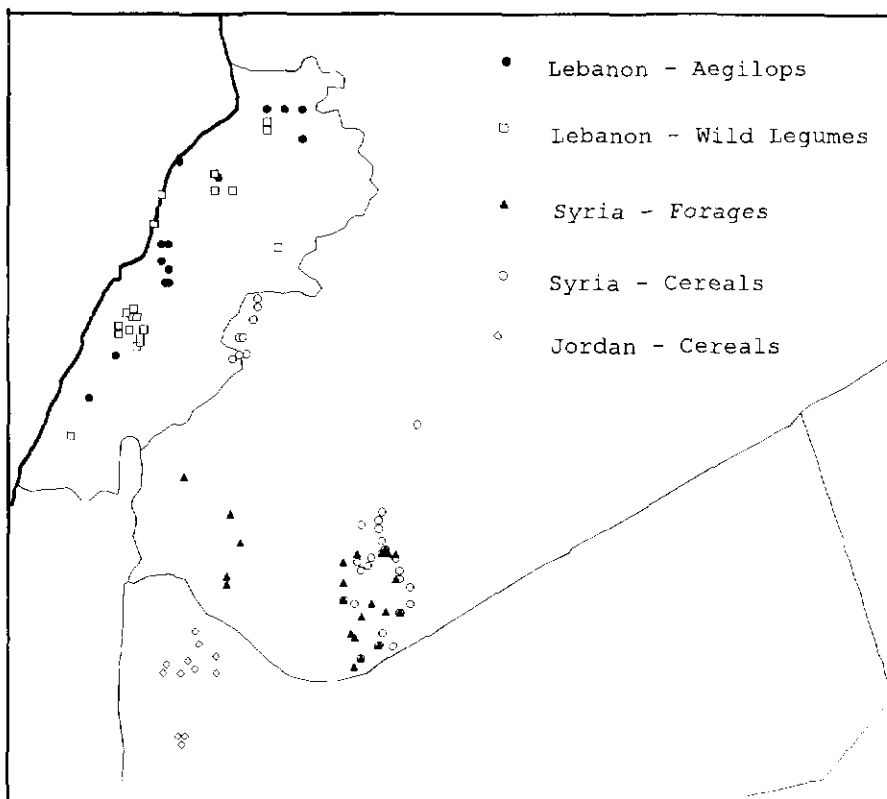 Lebanon - Aegilops
Lebanon - Wild Legumes
Syria - Forages
Syria - Cereals
Jordan - Cereals